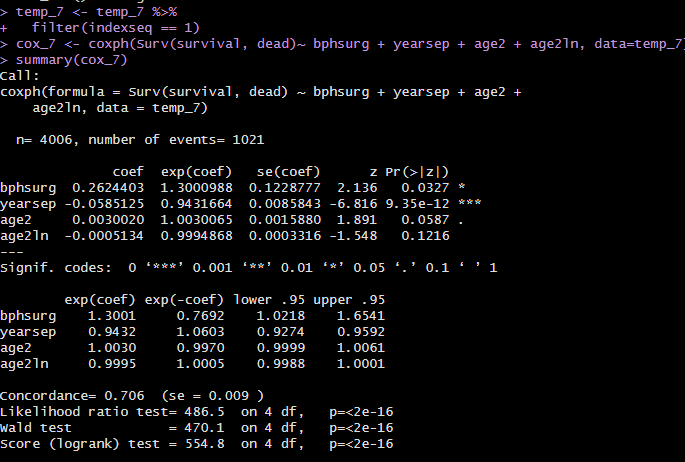 > temp_7 <- temp_7 %>%
+   filter(indexseq == 1)
> cox_7 <- coxph(Surv(survival, dead)~ bphsurg + yearsep + age2 + age2ln, data=temp_7)
> summary(cox_7)
Call:
coxph(formula = Surv(survival, dead) ~ bphsurg + yearsep + age2 +
    age2ln, data = temp_7)

  n= 4006, number of events= 1021

              coef  exp(coef)   se(coef)      z Pr(>|z|)
bphsurg  0.2624403  1.3000988  0.1228777  2.136   0.0327 *
yearsep -0.0585125  0.9431664  0.0085843 -6.816 9.35e-12 ***
age2     0.0030020  1.0030065  0.0015880  1.891   0.0587 .
age2ln  -0.0005134  0.9994868  0.0003316 -1.548   0.1216
---
Signif. codes:  0 ‘***’ 0.001 ‘**’ 0.01 ‘*’ 0.05 ‘.’ 0.1 ‘ ’ 1

        exp(coef) exp(-coef) lower .95 upper .95
bphsurg    1.3001     0.7692    1.0218    1.6541
yearsep    0.9432     1.0603    0.9274    0.9592
age2       1.0030     0.9970    0.9999    1.0061
age2ln     0.9995     1.0005    0.9988    1.0001

Concordance= 0.706  (se = 0.009 )
Likelihood ratio test= 486.5  on 4 df,   p=<2e-16
Wald test            = 470.1  on 4 df,   p=<2e-16
Score (logrank) test = 554.8  on 4 df,   p=<2e-16